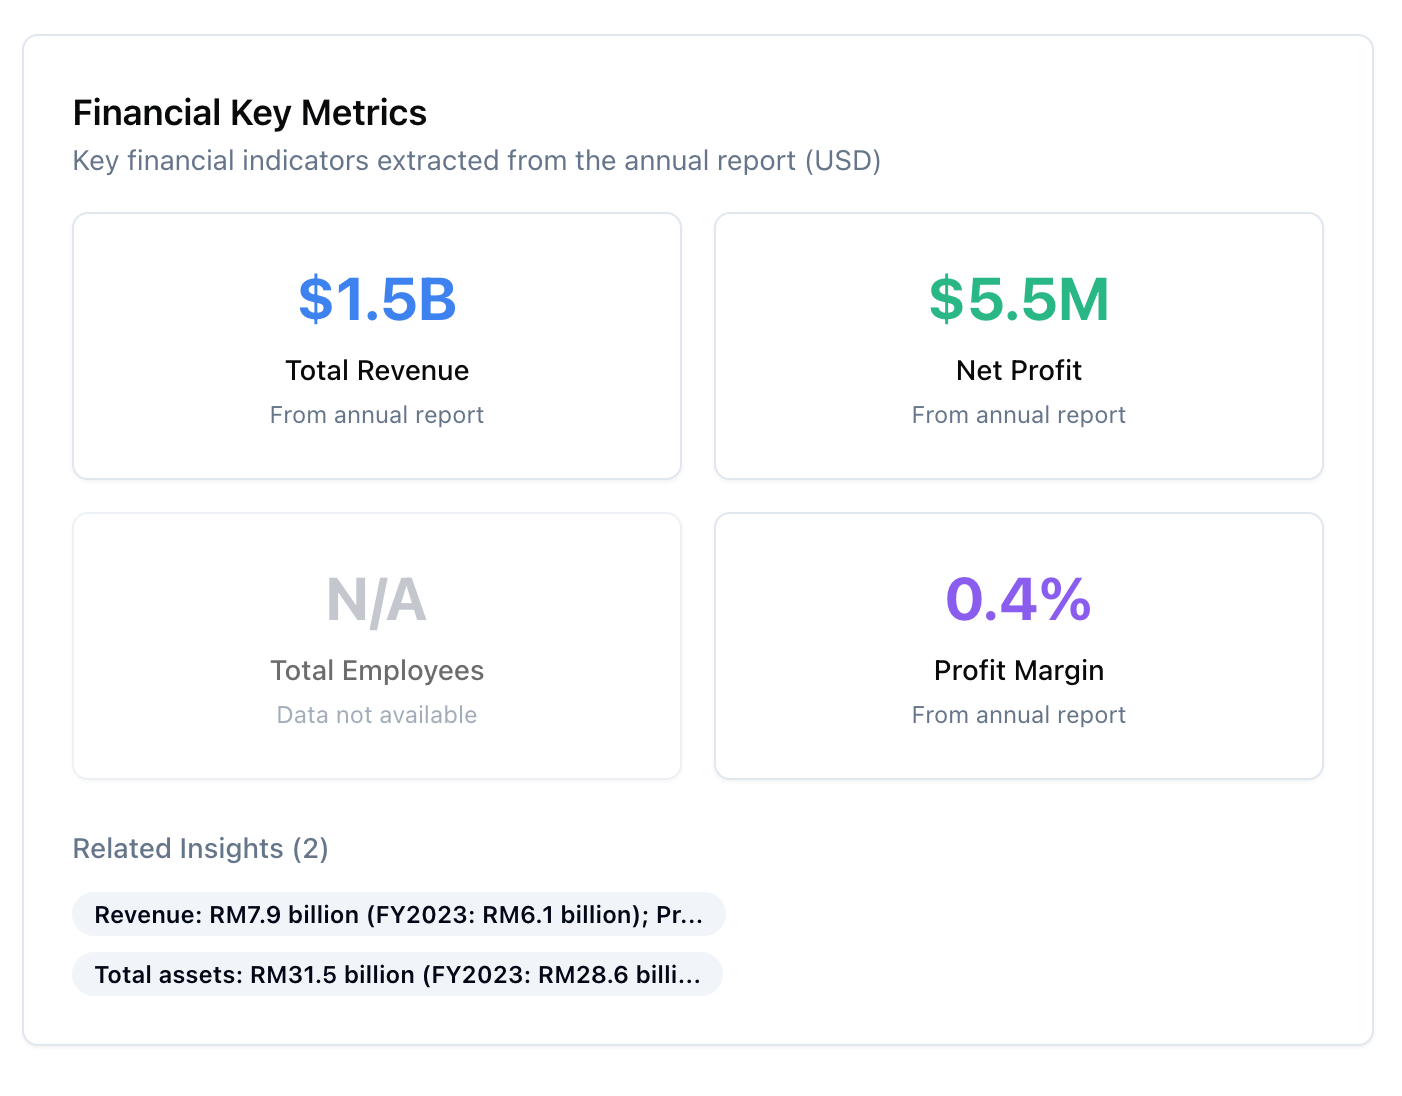 Financial Key Metrics
Key financial indicators extracted from the annual report (USD)
$1.5B
Total Revenue
From annual report
$5.5M
Net Profit
From annual report
N/A
Total Employees
Data not available
0.4%
Profit Margin
From annual report
Related Insights (2)
Revenue: RM7.9 billion (FY2023: RM6.1 billion); Pr...
Total assets: RM31.5 billion (FY2023: RM28.6 billi...